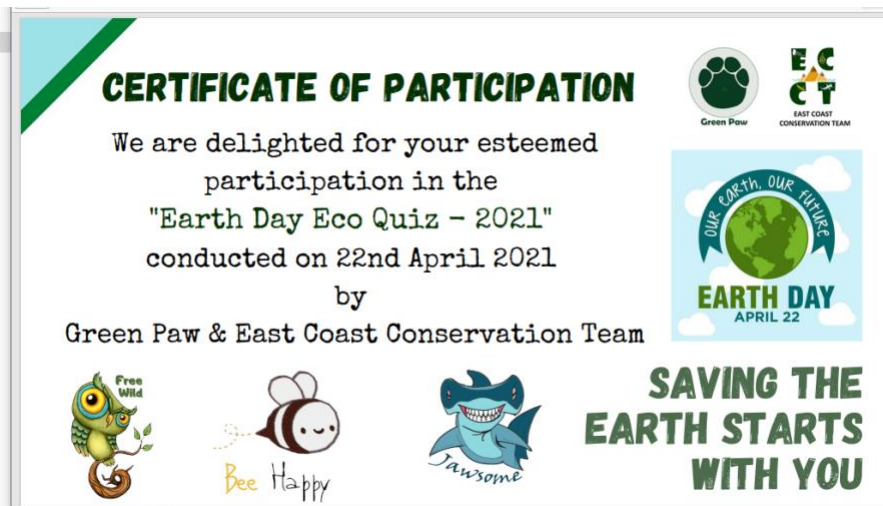 CERTIFICATE OF PARTICIPATION
We are delighted for your esteemed
participation in the
"Earth Day Eco Quiz - 2021"
conducted on 22nd April 2021
by
Green Paw & East Coast Conservation Team
Green Paw
E C
C T
EAST COAST
CONSERVATION TEAM
OUR EARTH, OUR FUTURE
EARTH DAY
APRIL 22
Free
Wild
Bee Happy
Jawsome
SAVING THE
EARTH STARTS
WITH YOU